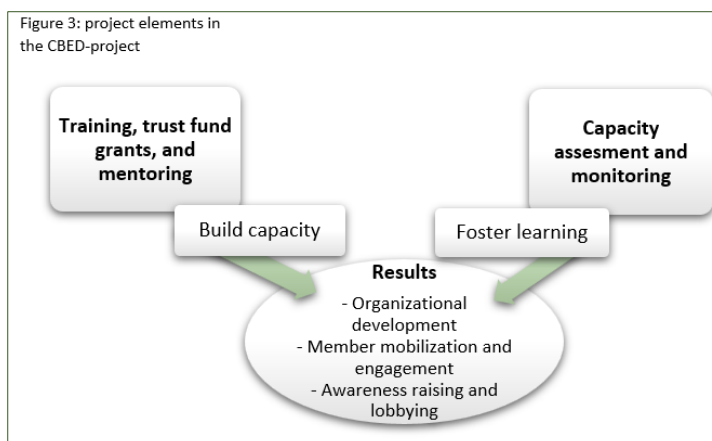 Figure 3: project elements in
the CBED-project
Training, trust fund
grants, and
mentoring
Capacity
assesment and
monitoring
Build capacity
Foster learning
Results
- Organizational
development
- Member mobilization and
engagement
- Awareness raising and
lobbying